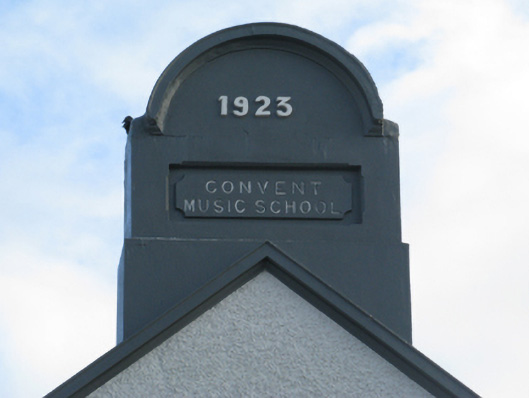 1923
CONVENT
MUSIC SCHOOL